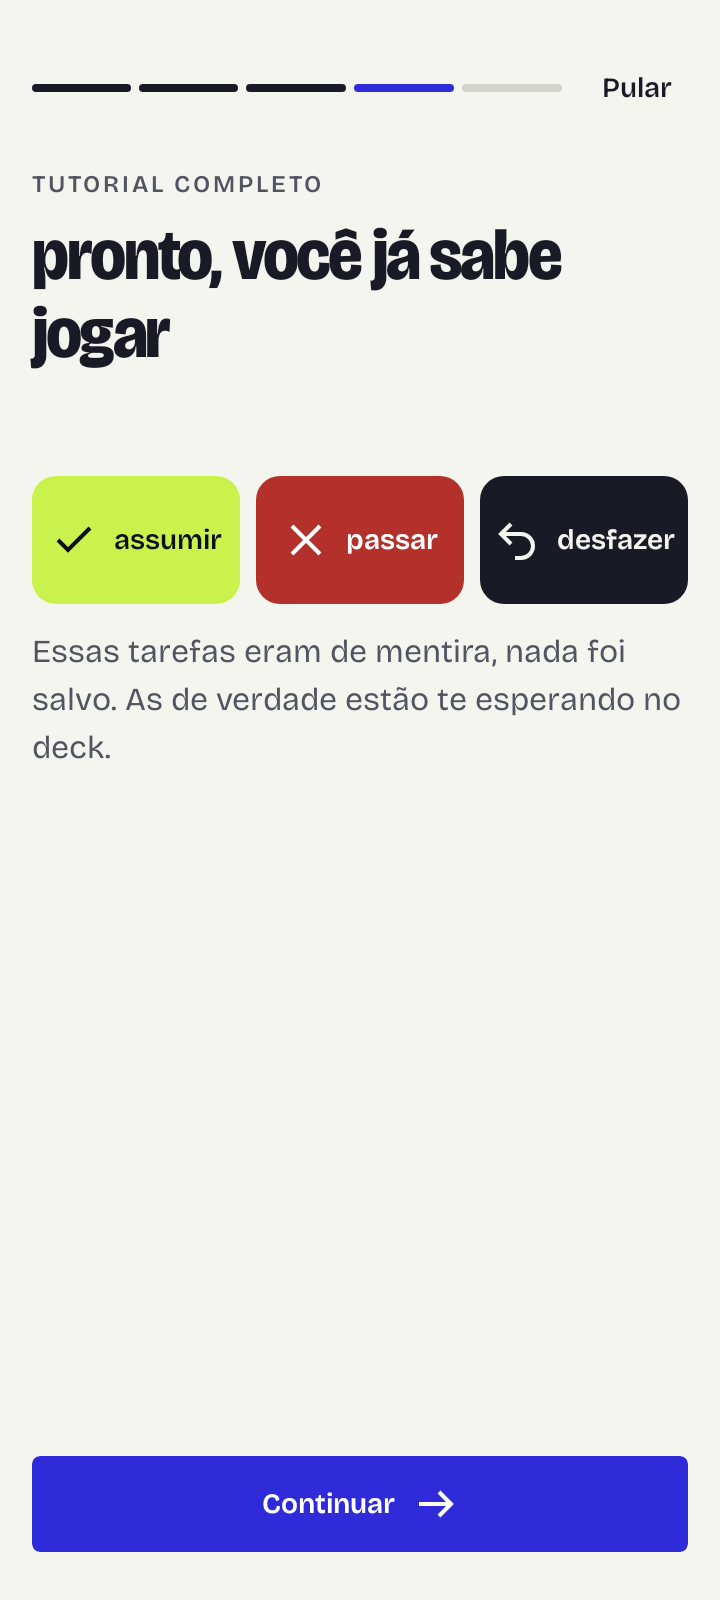 Pular
TUTORIAL COMPLETO
pronto, você já sabe
jogar
assumir
passar
desfazer
Essas tarefas eram de mentira, nada foi
salvo. As de verdade estão te esperando no
deck.
Continuar